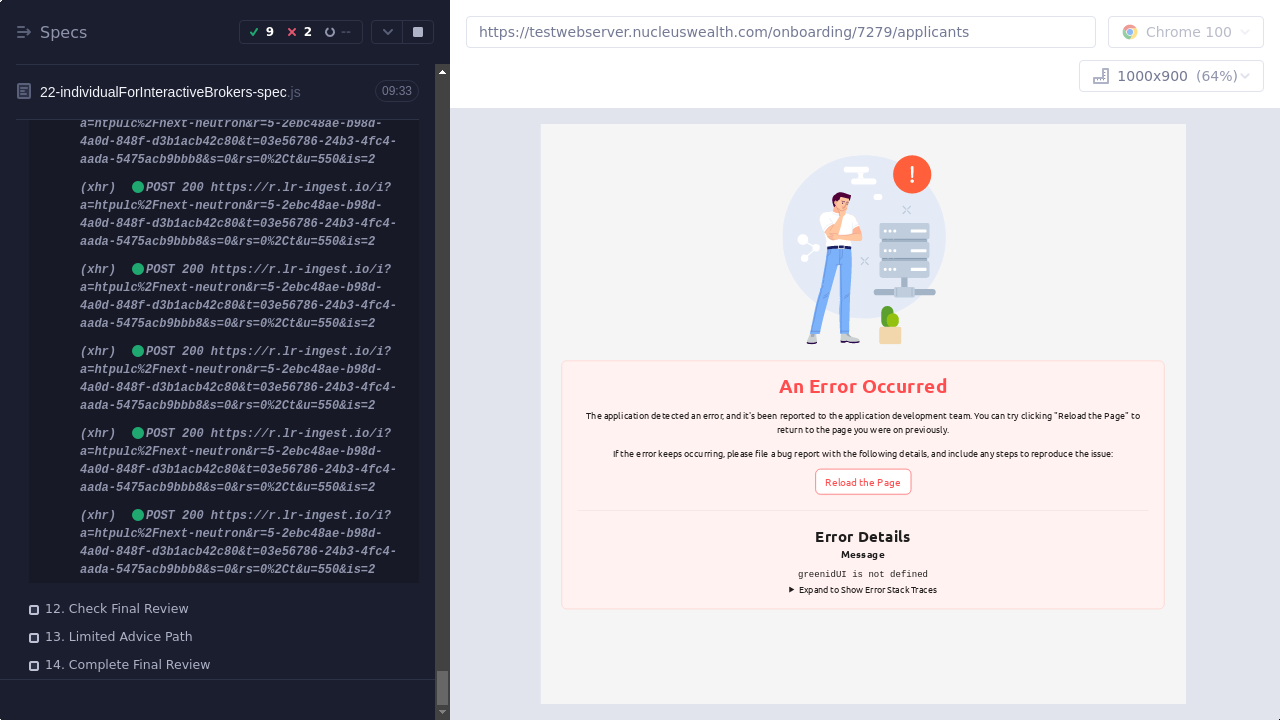 Specs
9
2
--
22-individualForInteractiveBrokers-spec.js
09:33
a=htpulc%2Fnext-neutron&r=5-2ebc48ae-b98d-
4a0d-848f-d3b1acb42c80&t=03e56786-24b3-4fc4-
aada-5475acb9bbb8&s=0&rs=0%2Ct&u=550&is=2
(xhr) POST 200 https://r.lr-ingest.io/i?
a=htpulc%2Fnext-neutron&r=5-2ebc48ae-b98d-
4a0d-848f-d3b1acb42c80&t=03e56786-24b3-4fc4-
aada-5475acb9bbb8&s=0&rs=0%2Ct&u=550&is=2
(xhr) POST 200 https://r.lr-ingest.io/i?
a=htpulc%2Fnext-neutron&r=5-2ebc48ae-b98d-
4a0d-848f-d3b1acb42c80&t=03e56786-24b3-4fc4-
aada-5475acb9bbb8&s=0&rs=0%2Ct&u=550&is=2
(xhr) POST 200 https://r.lr-ingest.io/i?
a=htpulc%2Fnext-neutron&r=5-2ebc48ae-b98d-
4a0d-848f-d3b1acb42c80&t=03e56786-24b3-4fc4-
aada-5475acb9bbb8&s=0&rs=0%2Ct&u=550&is=2
(xhr) POST 200 https://r.lr-ingest.io/i?
a=htpulc%2Fnext-neutron&r=5-2ebc48ae-b98d-
4a0d-848f-d3b1acb42c80&t=03e56786-24b3-4fc4-
aada-5475acb9bbb8&s=0&rs=0%2Ct&u=550&is=2
(xhr) POST 200 https://r.lr-ingest.io/i?
a=htpulc%2Fnext-neutron&r=5-2ebc48ae-b98d-
4a0d-848f-d3b1acb42c80&t=03e56786-24b3-4fc4-
aada-5475acb9bbb8&s=0&rs=0%2Ct&u=550&is=2
12. Check Final Review
13. Limited Advice Path
14. Complete Final Review
https://testwebserver.nucleuswealth.com/onboarding/7279/applicants
Chrome 100
1000x900 (64%)
!
An Error Occurred
The application detected an error, and it's been reported to the application development team. You can try clicking "Reload the Page" to
return to the page you were on previously.
If the error keeps occurring, please file a bug report with the following details, and include any steps to reproduce the issue:
Reload the Page
Error Details
Message
greenidUI is not defined
Expand to Show Error Stack Traces